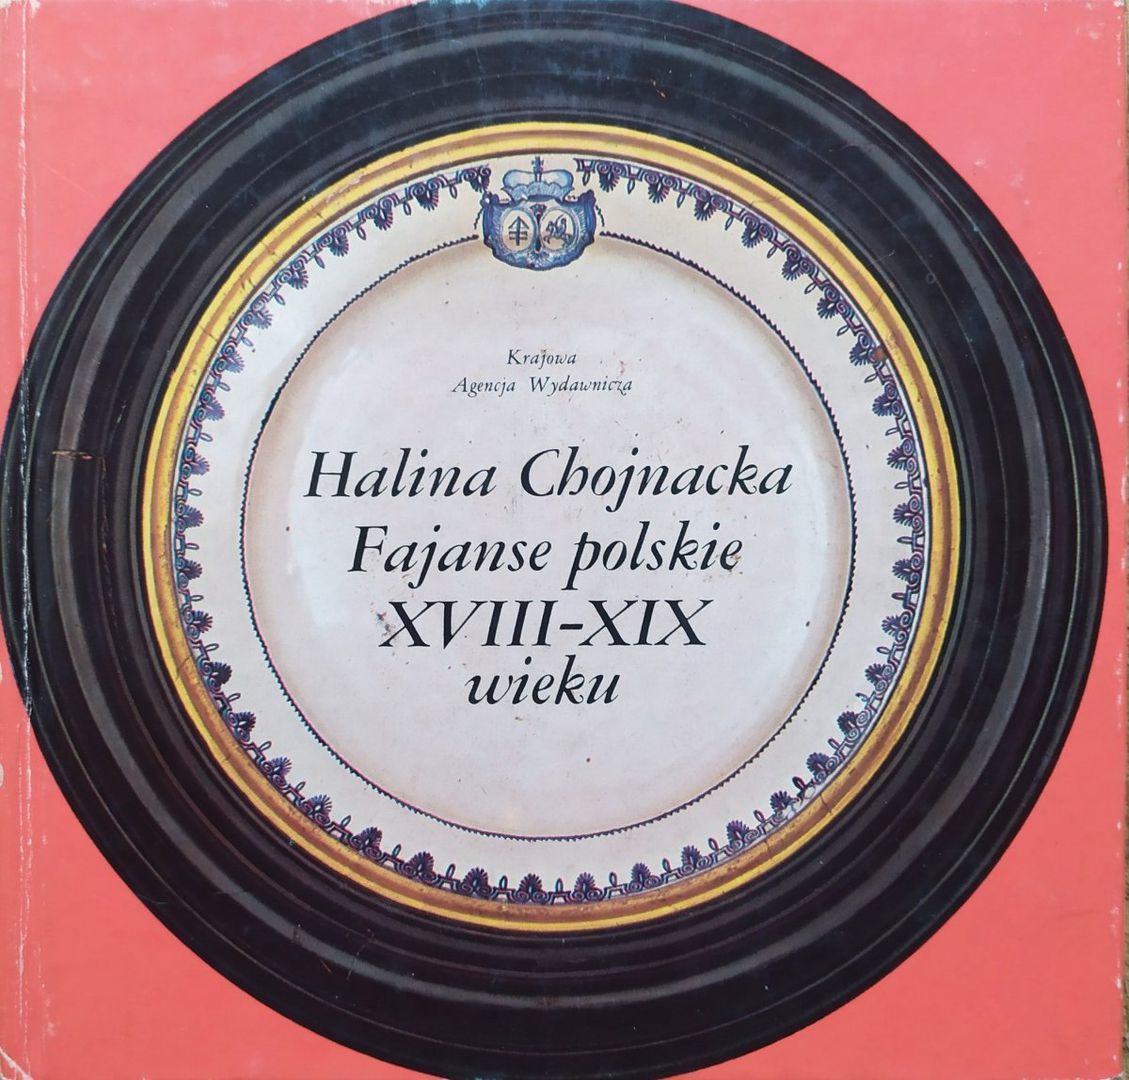 Krajowa
Agencja Wydawnicza
Halina Chojnacka
Fajanse polskie
XVIII-XIX
wieku